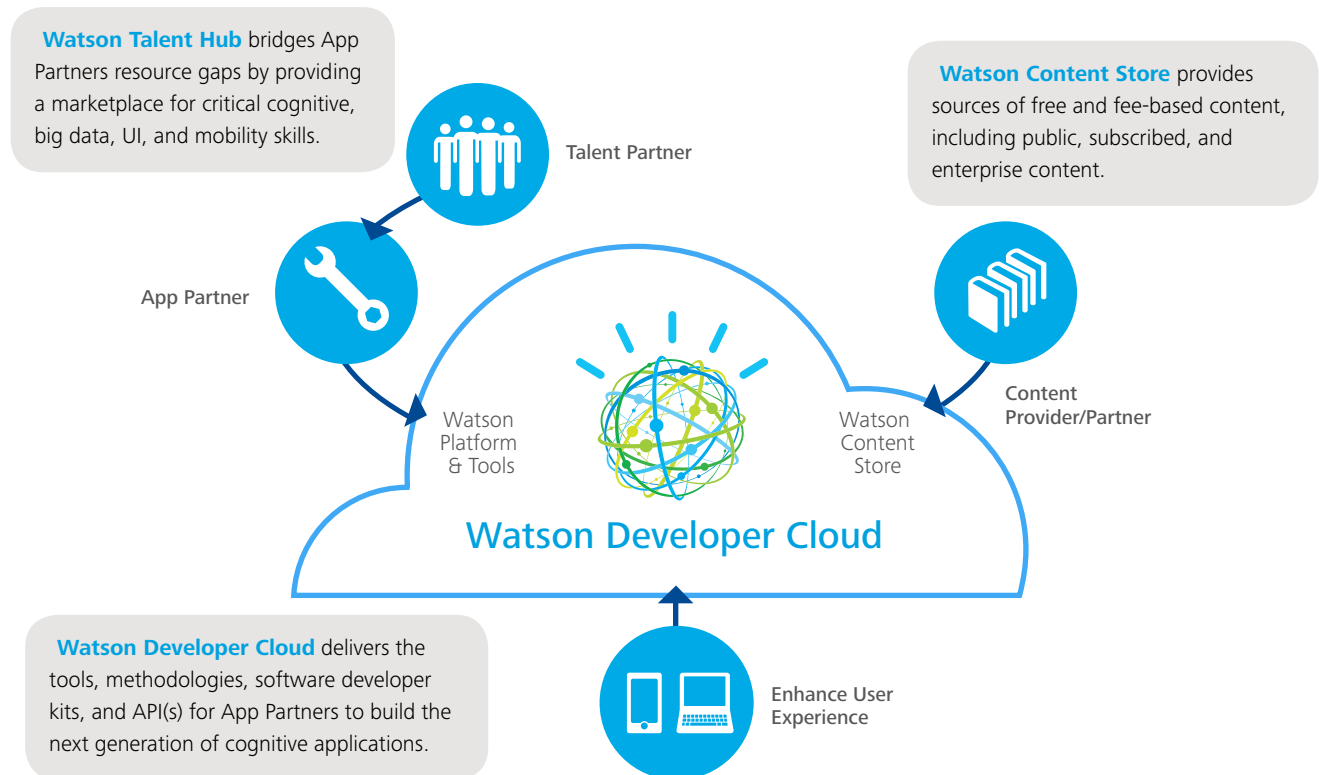 Watson Talent Hub bridges App
Partners resource gaps by providing
a marketplace for critical cognitive,
big data, UI, and mobility skills.
Talent Partner
Watson Content Store provides
sources of free and fee-based content,
including public, subscribed, and
enterprise content.
App Partner
Content
Provider/Partner
Watson
Platform
& Tools
Watson
Content
Store
Watson Developer Cloud
Watson Developer Cloud delivers the
tools, methodologies, software developer
kits, and API(s) for App Partners to build the
next generation of cognitive applications.
Enhance User
Experience